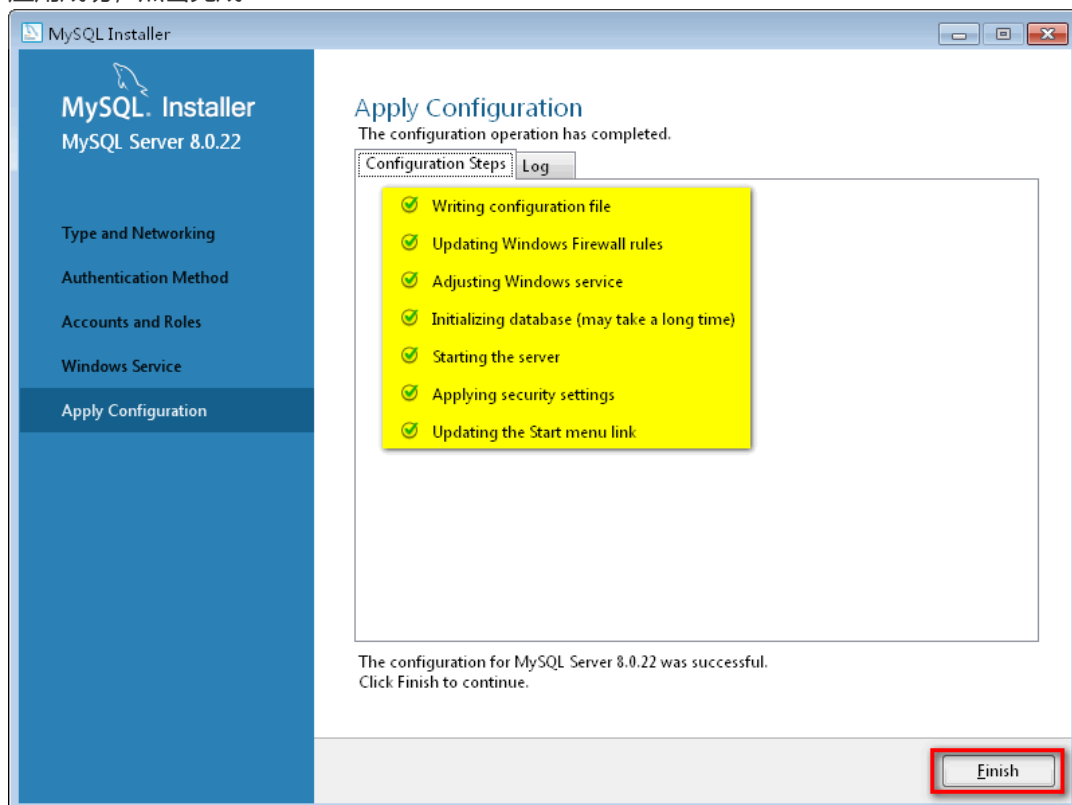 MySQL Installer
MySQL. Installer
MySQL Server 8.0.22
Type and Networking
Authentication Method
Accounts and Roles
Windows Service
Apply Configuration
Apply Configuration
The configuration operation has completed.
Configuration Steps
Log
Writing configuration file
Updating Windows Firewall rules
Adjusting Windows service
Initializing database (may take a long time)
Starting the server
Applying security settings
Updating the Start menu link
The configuration for MySQL Server 8.0.22 was successful.
Click Finish to continue.
Finish